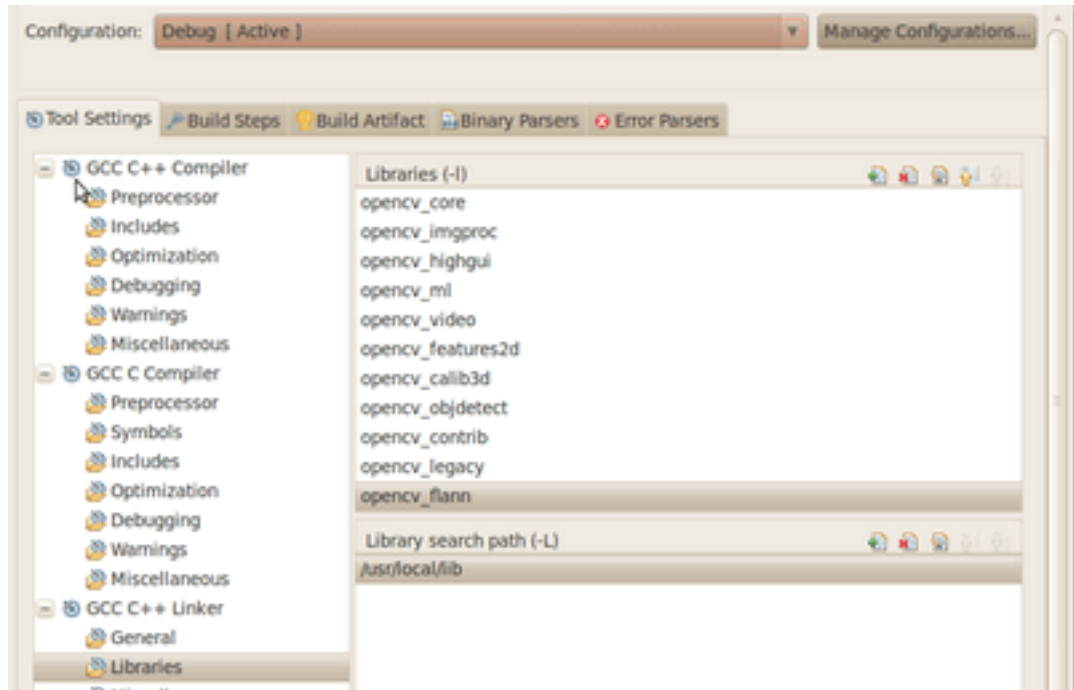 Configuration: Debug [ Active ] Manage Configurations...
Tool Settings Build Steps Build Artifact Binary Parsers Error Parsers
GCC C++ Compiler
Preprocessor
Includes
Optimization
Debugging
Warnings
Miscellaneous
GCC C Compiler
Preprocessor
Symbols
Includes
Optimization
Debugging
Warnings
Miscellaneous
GCC C++ Linker
General
Libraries
Libraries (-l)
opencv_core
opencv_imgproc
opencv_highgui
opencv_ml
opencv_video
opencv_features2d
opencv_calib3d
opencv_objdetect
opencv_contrib
opencv_legacy
opencv_flann
Library search path (-L)
/usr/local/lib